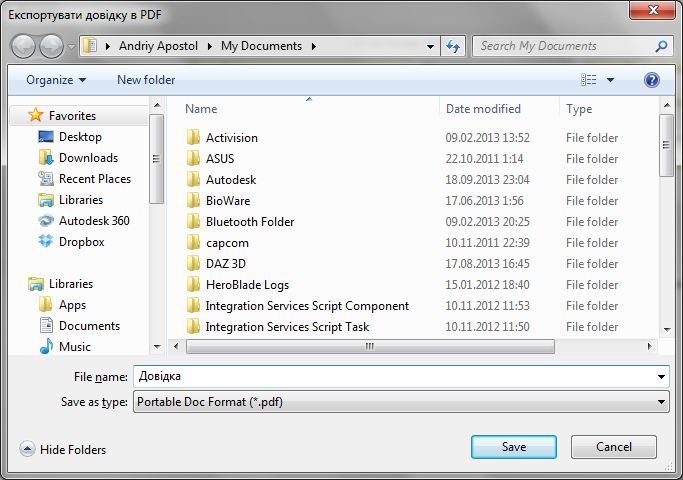 Експортувати довідку в PDF
Andriy Apostol ▸ My Documents ▸
Search My Documents
Organize
New folder
Name Date modified Type
Favorites
Desktop
Downloads
Recent Places
Libraries
Autodesk 360
Dropbox
Libraries
Apps
Documents
Music
Activision 09.02.2013 13:52 File folder
ASUS 22.10.2011 1:14 File folder
Autodesk 18.09.2013 23:04 File folder
BioWare 17.06.2013 1:56 File folder
Bluetooth Folder 09.02.2013 20:25 File folder
capcom 10.11.2011 22:39 File folder
DAZ 3D 17.08.2013 16:45 File folder
HeroBlade Logs 15.01.2012 18:40 File folder
Integration Services Script Component 10.11.2012 11:53 File folder
Integration Services Script Task 10.11.2012 11:50 File folder
File name: Довідка
Save as type: Portable Doc Format (*.pdf)
Hide Folders
Save
Cancel